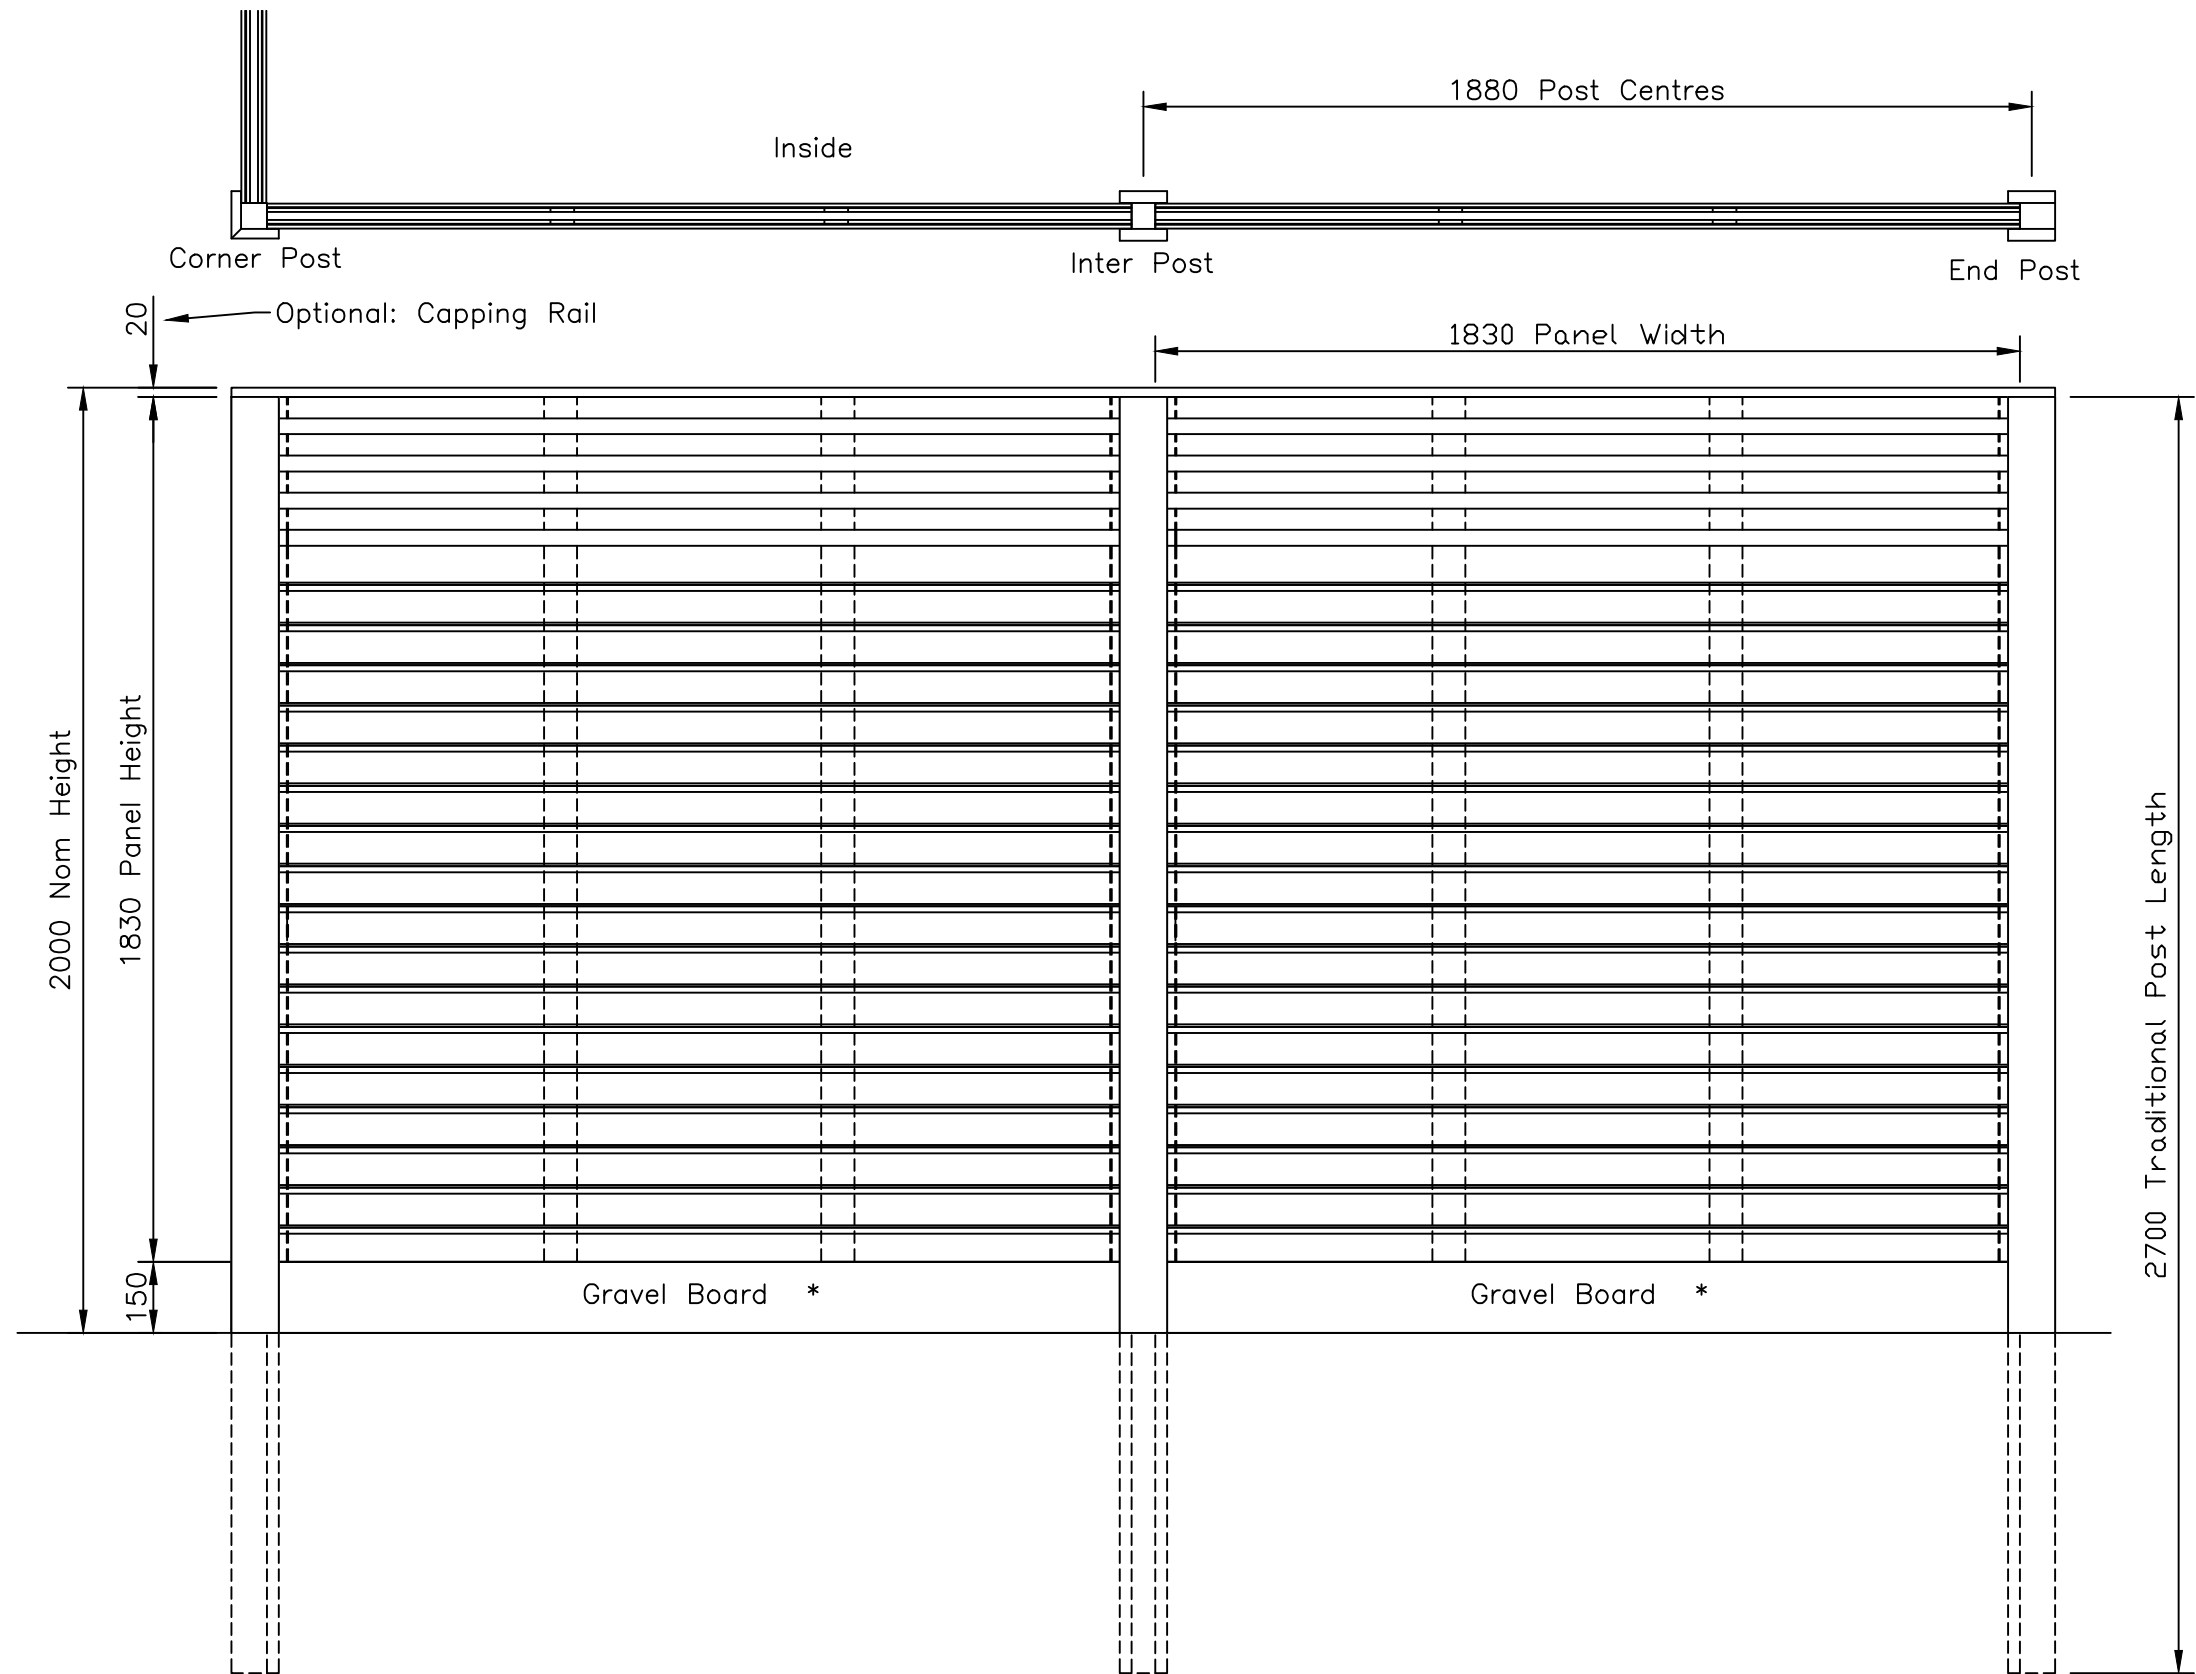 1880 Post Centres
Inside
Corner Post
Inter Post
End Post
20
Optional: Capping Rail
1830 Panel Width
2000 Nom Height
1830 Panel Height
2700 Traditional Post Length
150
Gravel Board *
Gravel Board *